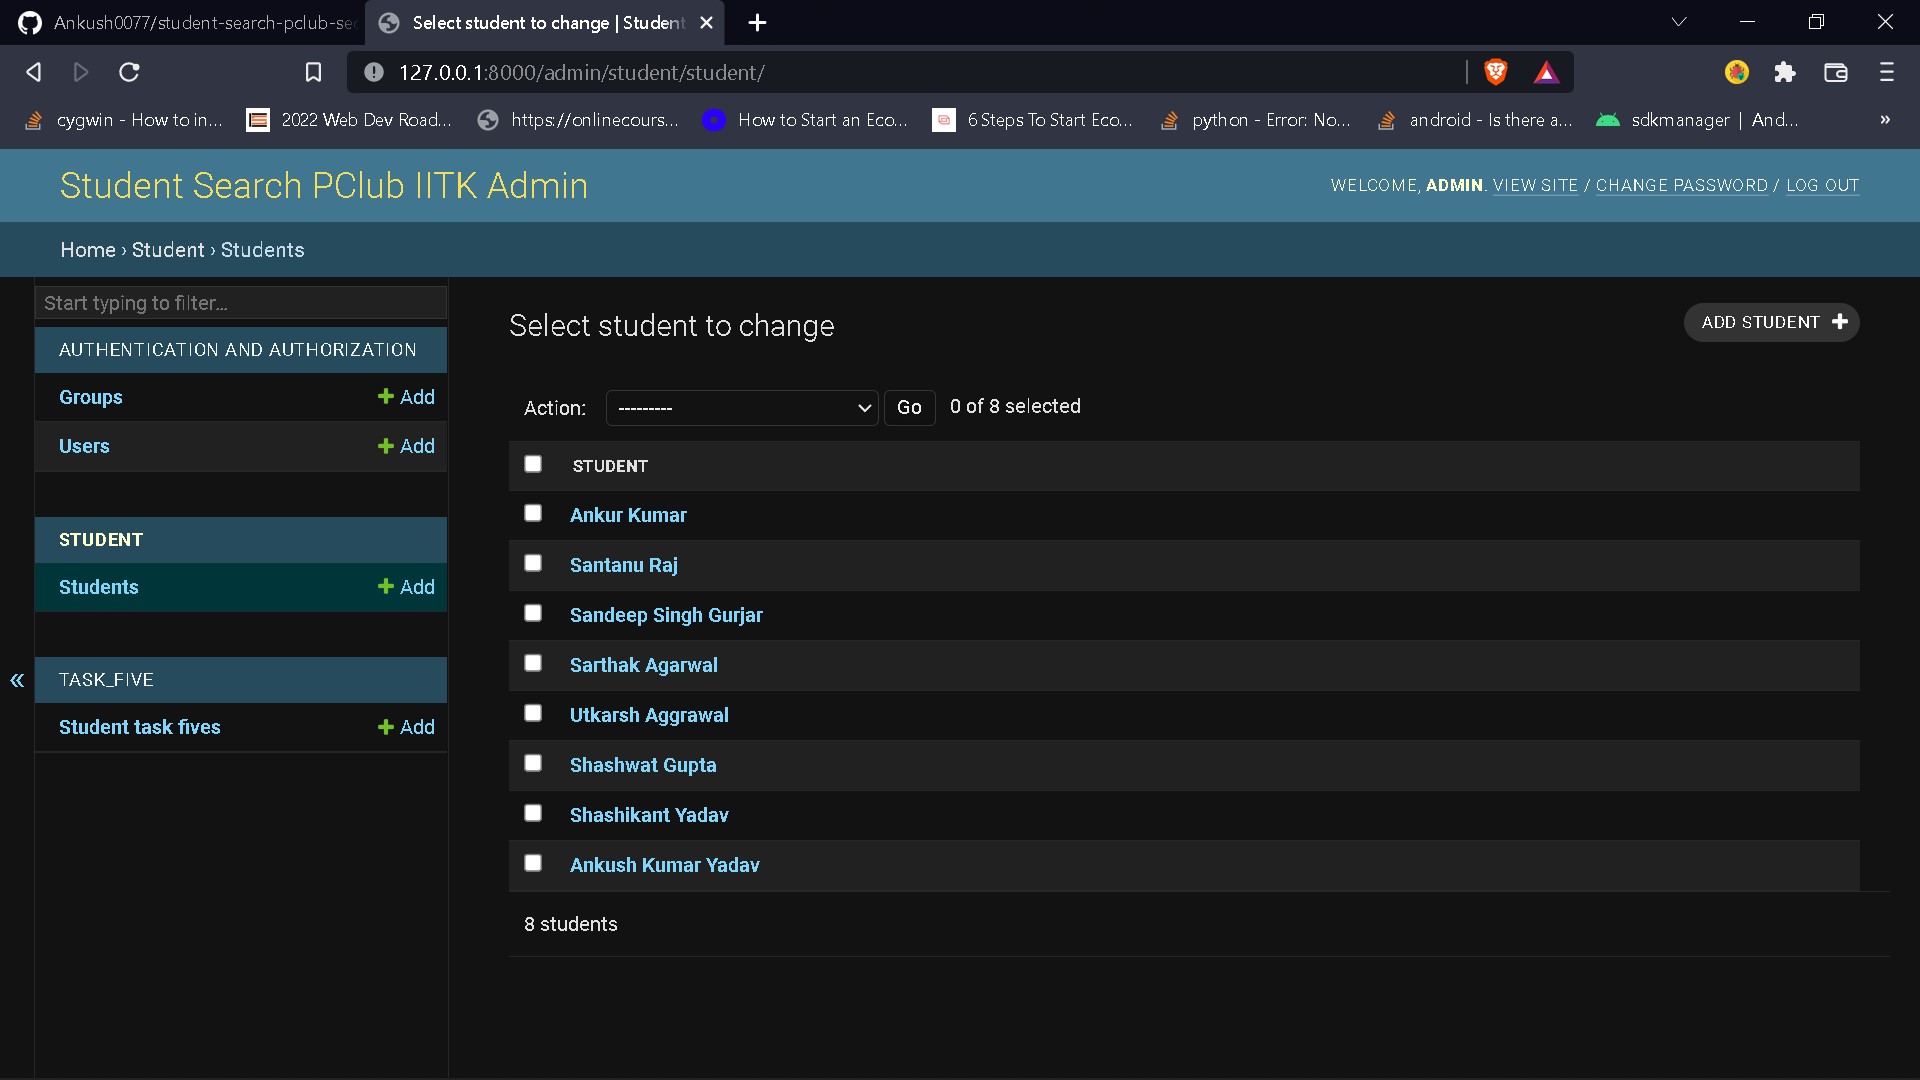 Ankush0077/student-search-pclub-sec
Select student to change | Student
127.0.0.1:8000/admin/student/student/
cygwin - How to in...
2022 Web Dev Road...
https://onlinecours...
How to Start an Eco...
6 Steps To Start Eco...
python - Error: No...
android - Is there a...
sdkmanager | And...
»
Student Search PClub IITK Admin
WELCOME, ADMIN. VIEW SITE / CHANGE PASSWORD / LOG OUT
Home › Student › Students
Start typing to filter...
AUTHENTICATION AND AUTHORIZATION
Groups + Add
Users + Add
STUDENT
Students + Add
«
TASK_FIVE
Student task fives + Add
Select student to change
ADD STUDENT +
Action: --------- Go 0 of 8 selected
STUDENT
Ankur Kumar
Santanu Raj
Sandeep Singh Gurjar
Sarthak Agarwal
Utkarsh Aggrawal
Shashwat Gupta
Shashikant Yadav
Ankush Kumar Yadav
8 students